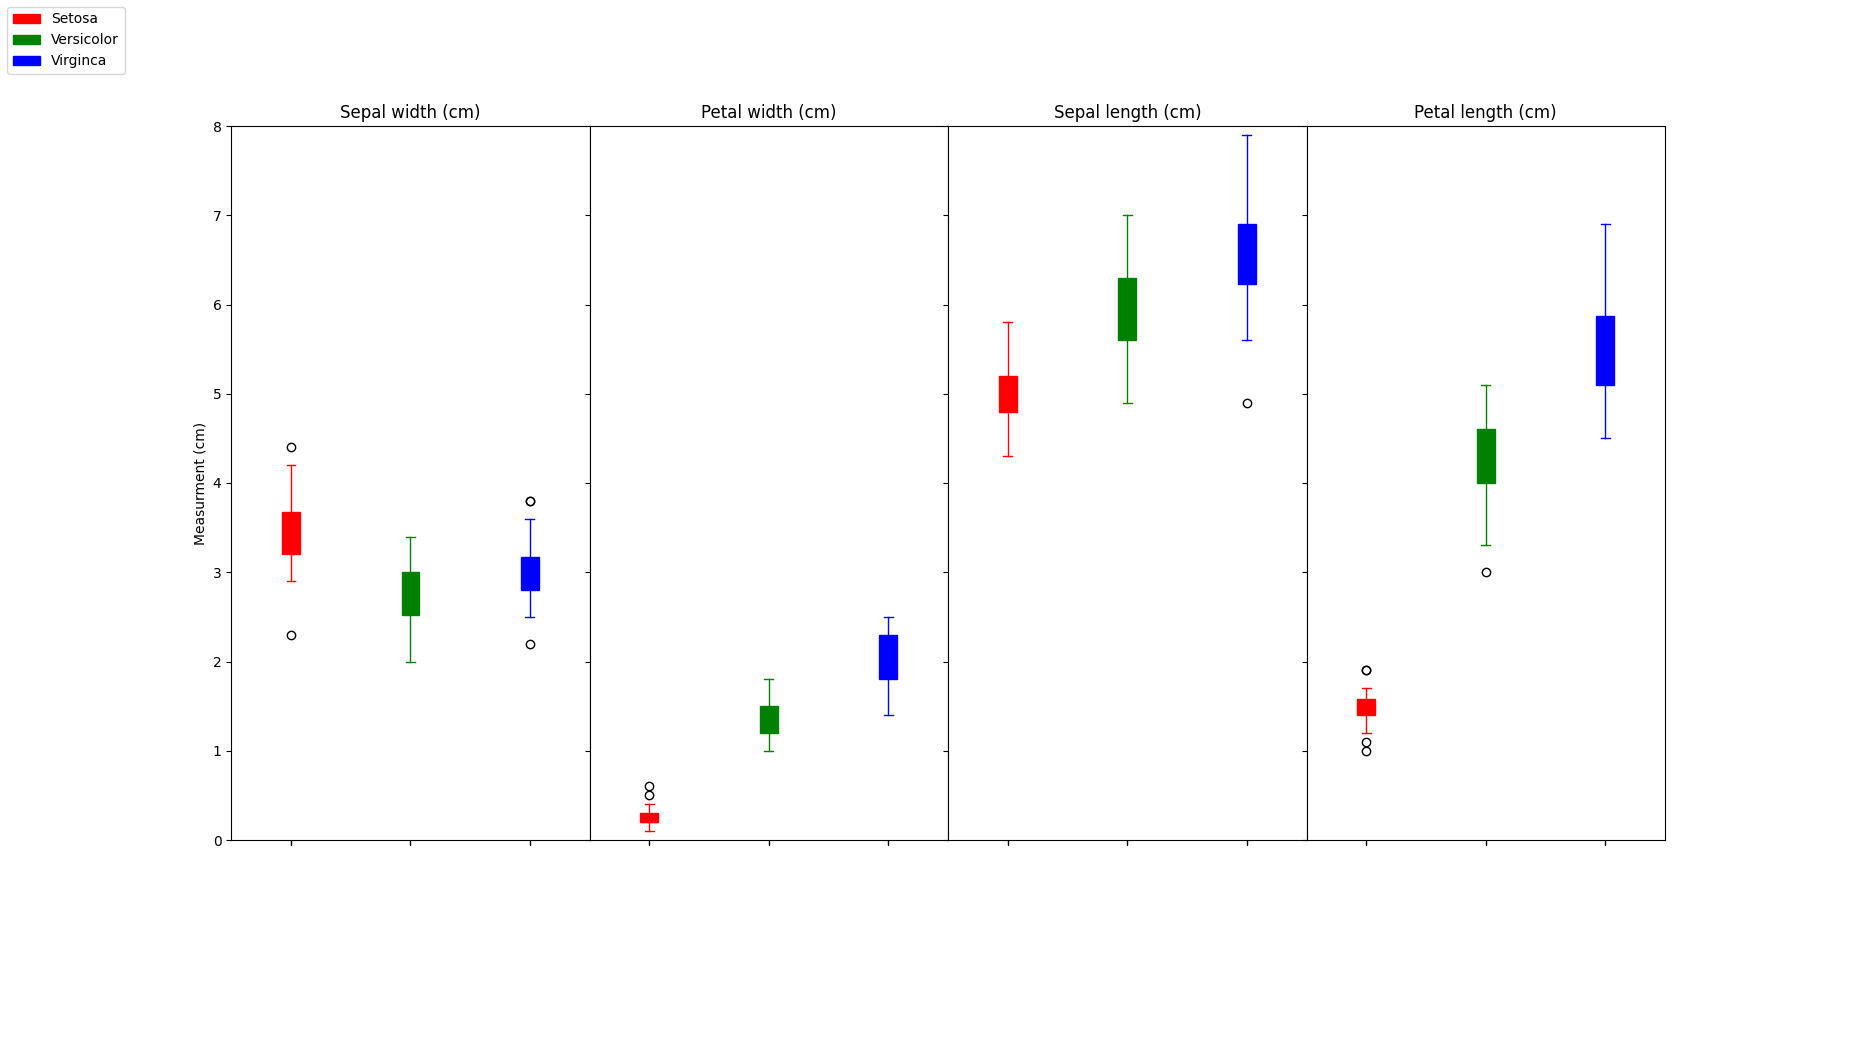 Setosa
Versicolor
Virginca
Sepal width (cm) Petal width (cm) Sepal length (cm) Petal length (cm)
8
7
6
5
4
3
2
1
0
Measurment (cm)